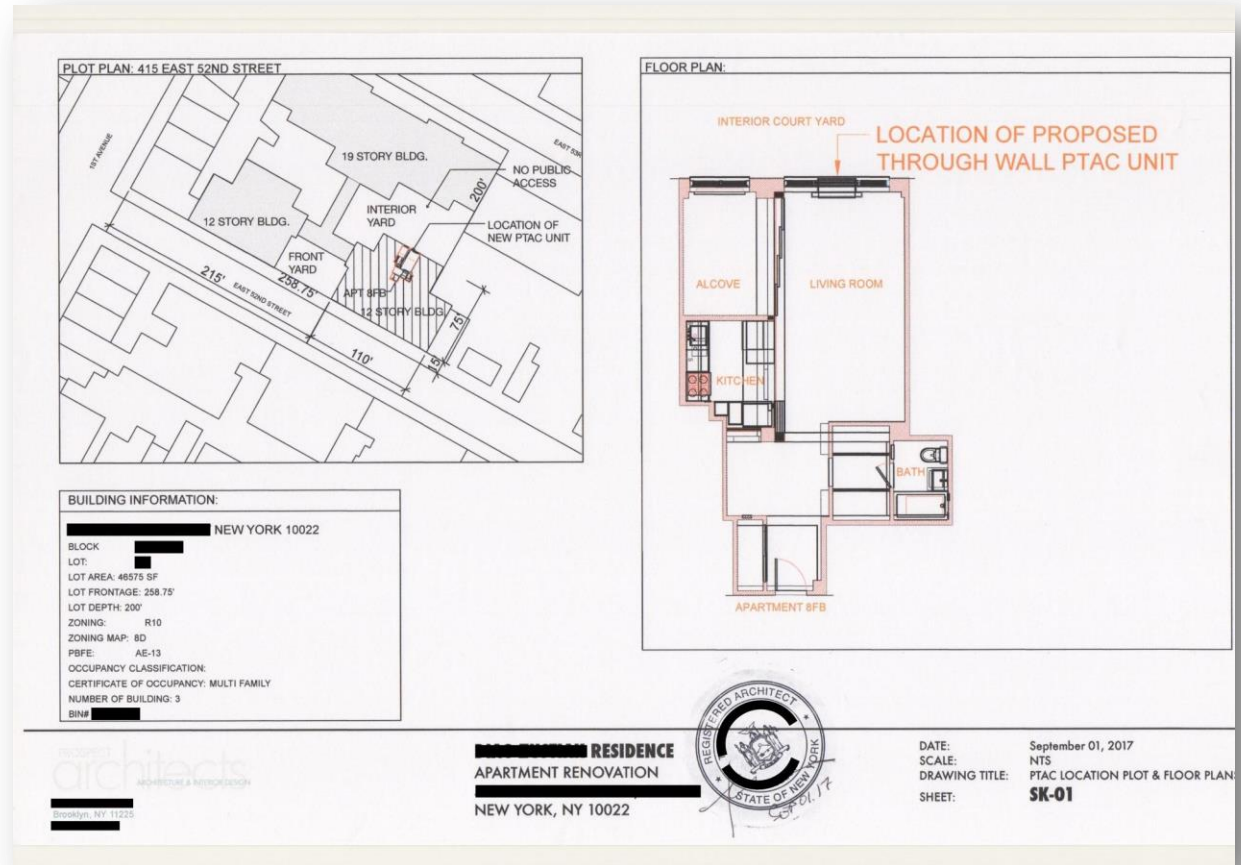 PLOT PLAN: 415 EAST 52ND STREET
1ST AVENUE
19 STORY BLDG.
NO PUBLIC
ACCESS
200'
INTERIOR
YARD
12 STORY BLDG.
LOCATION OF
NEW PTAC UNIT
FRONT
YARD
215'
258.75'
EAST 52ND STREET
APT 8FB
12 STORY BLDG.
75'
110'
15'
FLOOR PLAN:
INTERIOR COURT YARD
LOCATION OF PROPOSED
THROUGH WALL PTAC UNIT
ALCOVE
LIVING ROOM
KITCHEN
BATH
APARTMENT 8FB
BUILDING INFORMATION:
NEW YORK 10022
BLOCK
LOT:
LOT AREA: 46575 SF
LOT FRONTAGE: 258.75'
LOT DEPTH: 200'
ZONING: R10
ZONING MAP: 8D
PBFE: AE-13
OCCUPANCY CLASSIFICATION:
CERTIFICATE OF OCCUPANCY: MULTI FAMILY
NUMBER OF BUILDING: 3
BIN#
PROSPECT
architects
ARCHITECTURE & INTERIOR DESIGN
Brooklyn, NY 11225
RESIDENCE
APARTMENT RENOVATION
NEW YORK, NY 10022
REGISTERED ARCHITECT
STATE OF NEW YORK
DATE: September 01, 2017
SCALE: NTS
DRAWING TITLE: PTAC LOCATION PLOT & FLOOR PLAN
SHEET: SK-01